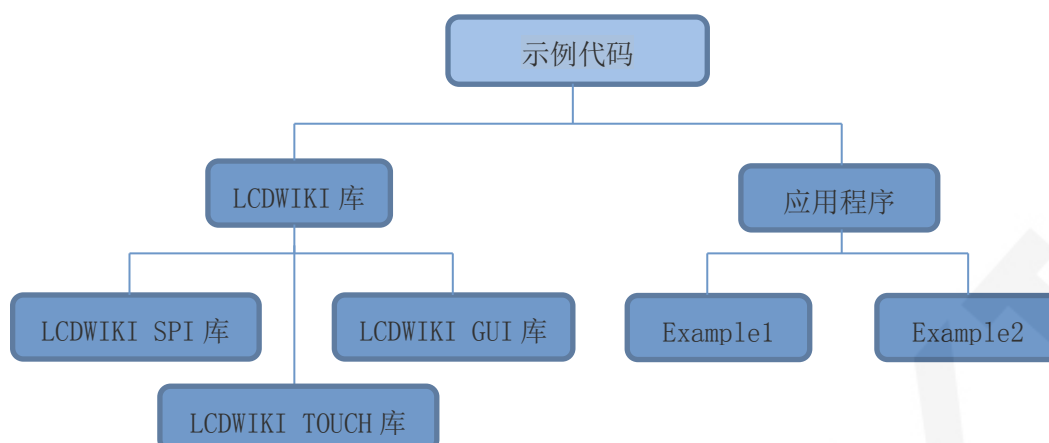 示例代码
LCDWIKI 库
应用程序
LCDWIKI SPI 库
LCDWIKI GUI 库
Example1
Example2
LCDWIKI TOUCH 库